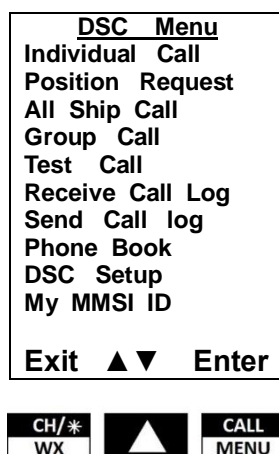 DSC Menu
Individual Call
Position Request
All Ship Call
Group Call
Test Call
Receive Call Log
Send Call log
Phone Book
DSC Setup
My MMSI ID
Exit ▲▼ Enter
CH/✳ CALL
WX MENU